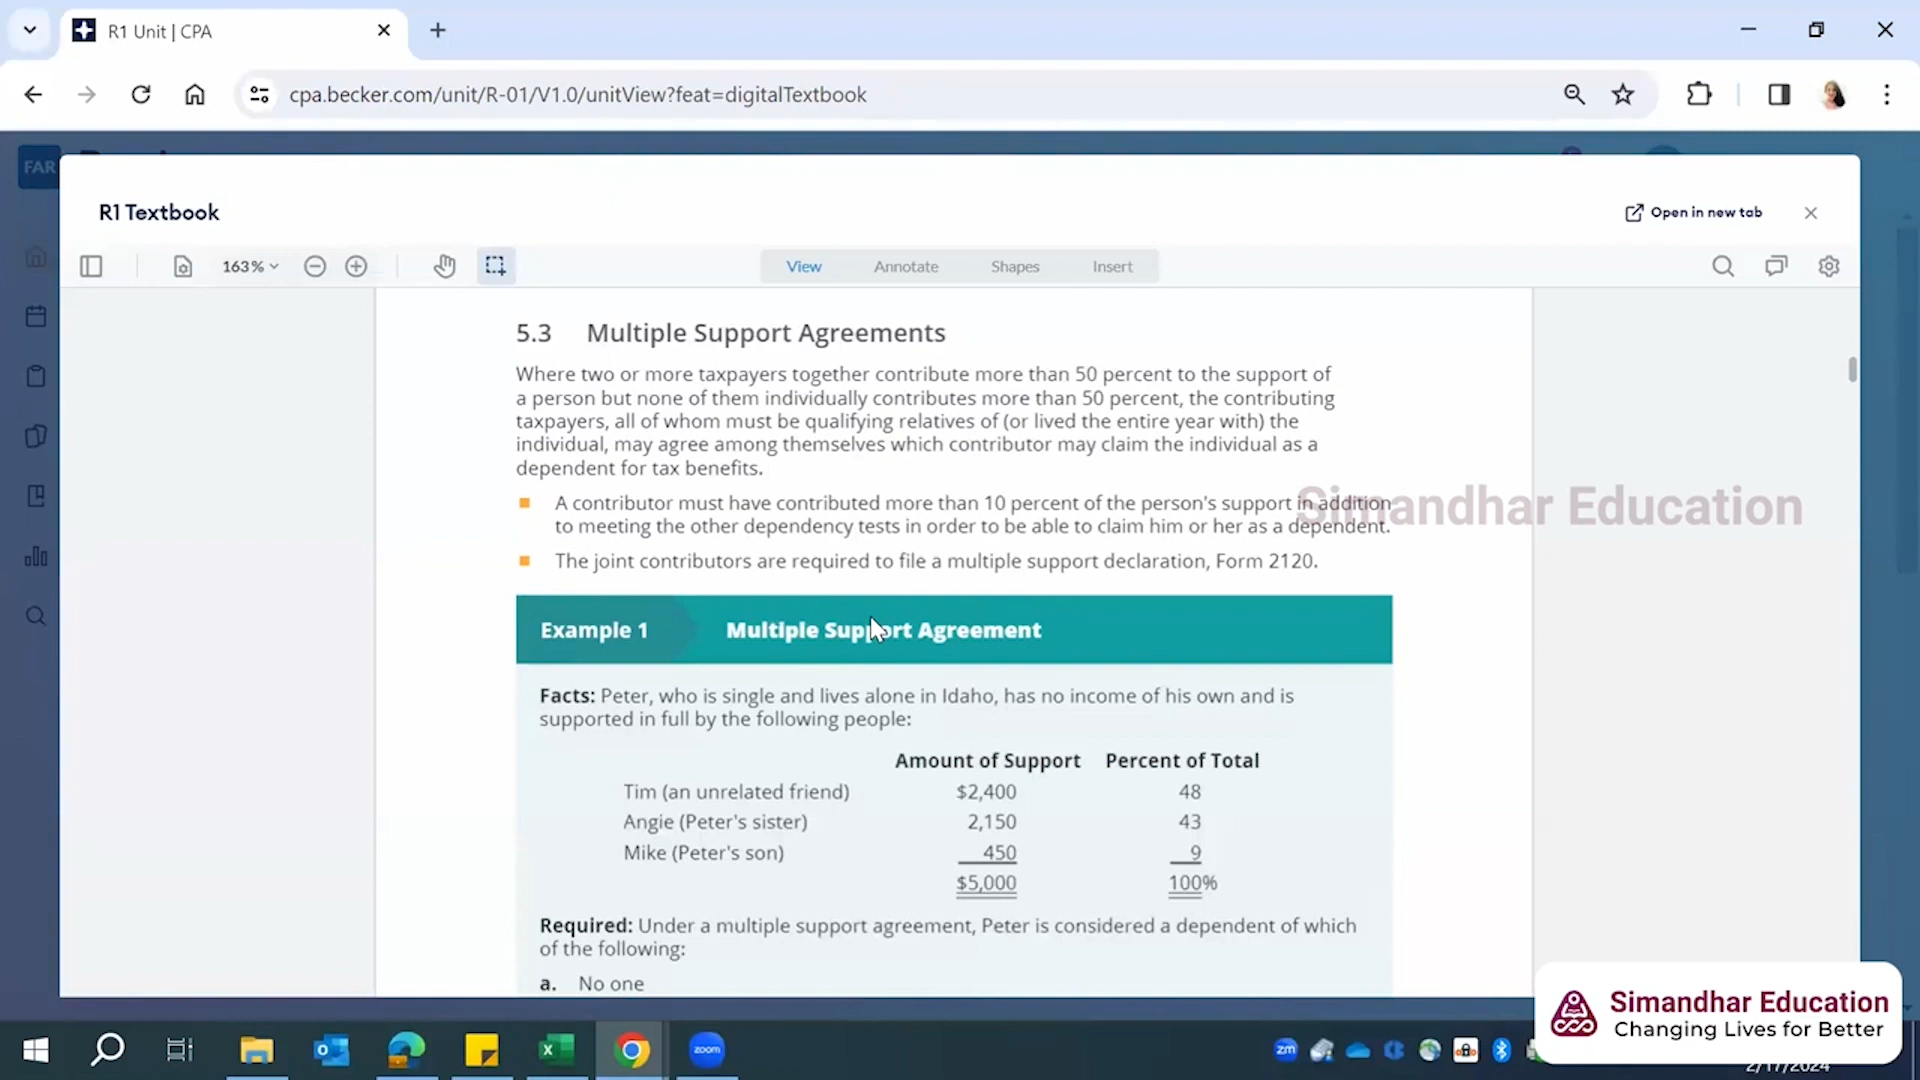 R1 Unit | CPA
cpa.becker.com/unit/R-01/V1.0/unitView?feat=digitalTextbook
FAR
R1 Textbook
Open in new tab
163%
View Annotate Shapes Insert
5.3 Multiple Support Agreements
Where two or more taxpayers together contribute more than 50 percent to the support of
a person but none of them individually contributes more than 50 percent, the contributing
taxpayers, all of whom must be qualifying relatives of (or lived the entire year with) the
individual, may agree among themselves which contributor may claim the individual as a
dependent for tax benefits.
A contributor must have contributed more than 10 percent of the person's support in addition
to meeting the other dependency tests in order to be able to claim him or her as a dependent.
Simandhar Education
The joint contributors are required to file a multiple support declaration, Form 2120.
Example 1 Multiple Support Agreement
Facts: Peter, who is single and lives alone in Idaho, has no income of his own and is
supported in full by the following people:
Amount of Support Percent of Total
Tim (an unrelated friend) $2,400 48
Angie (Peter's sister) 2,150 43
Mike (Peter's son) 450 9
$5,000 100%
Required: Under a multiple support agreement, Peter is considered a dependent of which
of the following:
a. No one
Simandhar Education
Changing Lives for Better
zoom
zm
2/17/2024